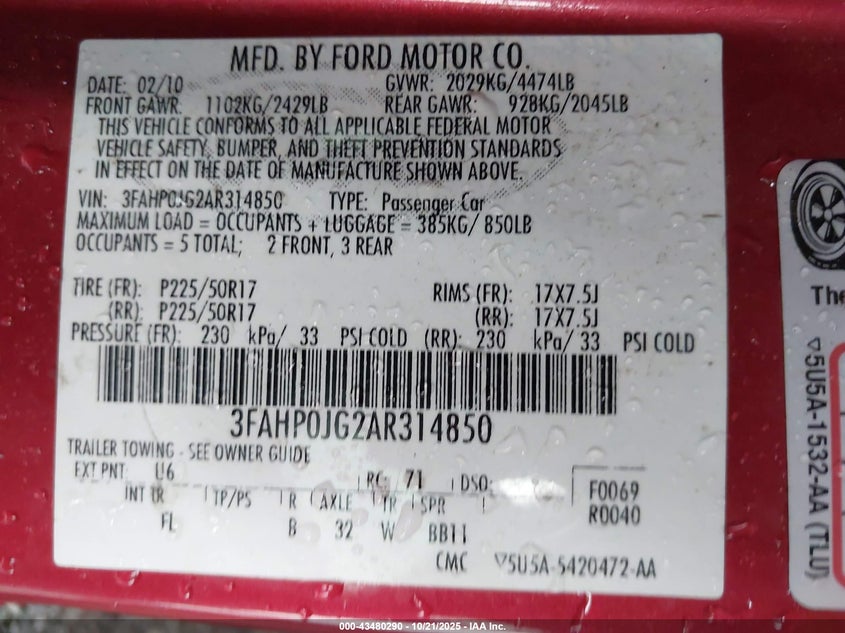 MFD. BY FORD MOTOR CO.
DATE: 02/10 GVWR: 2029KG/4474LB
FRONT GAWR: 1102KG/2429LB REAR GAWR: 928KG/2045LB
THIS VEHICLE CONFORMS TO ALL APPLICABLE FEDERAL MOTOR
VEHICLE SAFETY, BUMPER, AND THEFT PREVENTION STANDARDS
IN EFFECT ON THE DATE OF MANUFACTURE SHOWN ABOVE.
VIN: 3FAHP0JG2AR314850 TYPE: Passenger Car
MAXIMUM LOAD = OCCUPANTS + LUGGAGE = 385KG/ 850LB
OCCUPANTS = 5 TOTAL; 2 FRONT, 3 REAR
TIRE (FR): P225/50R17 RIMS (FR): 17X7.5J
(RR): P225/50R17 (RR): 17X7.5J
PRESSURE (FR): 230 kPa/ 33 PSI COLD (RR): 230 kPa/ 33 PSI COLD
3FAHP0JG2AR314850
TRAILER TOWING - SEE OWNER GUIDE
EXT PNT: U6 RC: 71 DSO:
INT TR TP/PS R AXLE TR SPR
FL B 32 W BB11
F0069
R0040
CMC ▽5U5A-5420472-AA
The
▽5U5A-1532-AA (TLU)
000-43480290 - 10/21/2025 - IAA Inc.